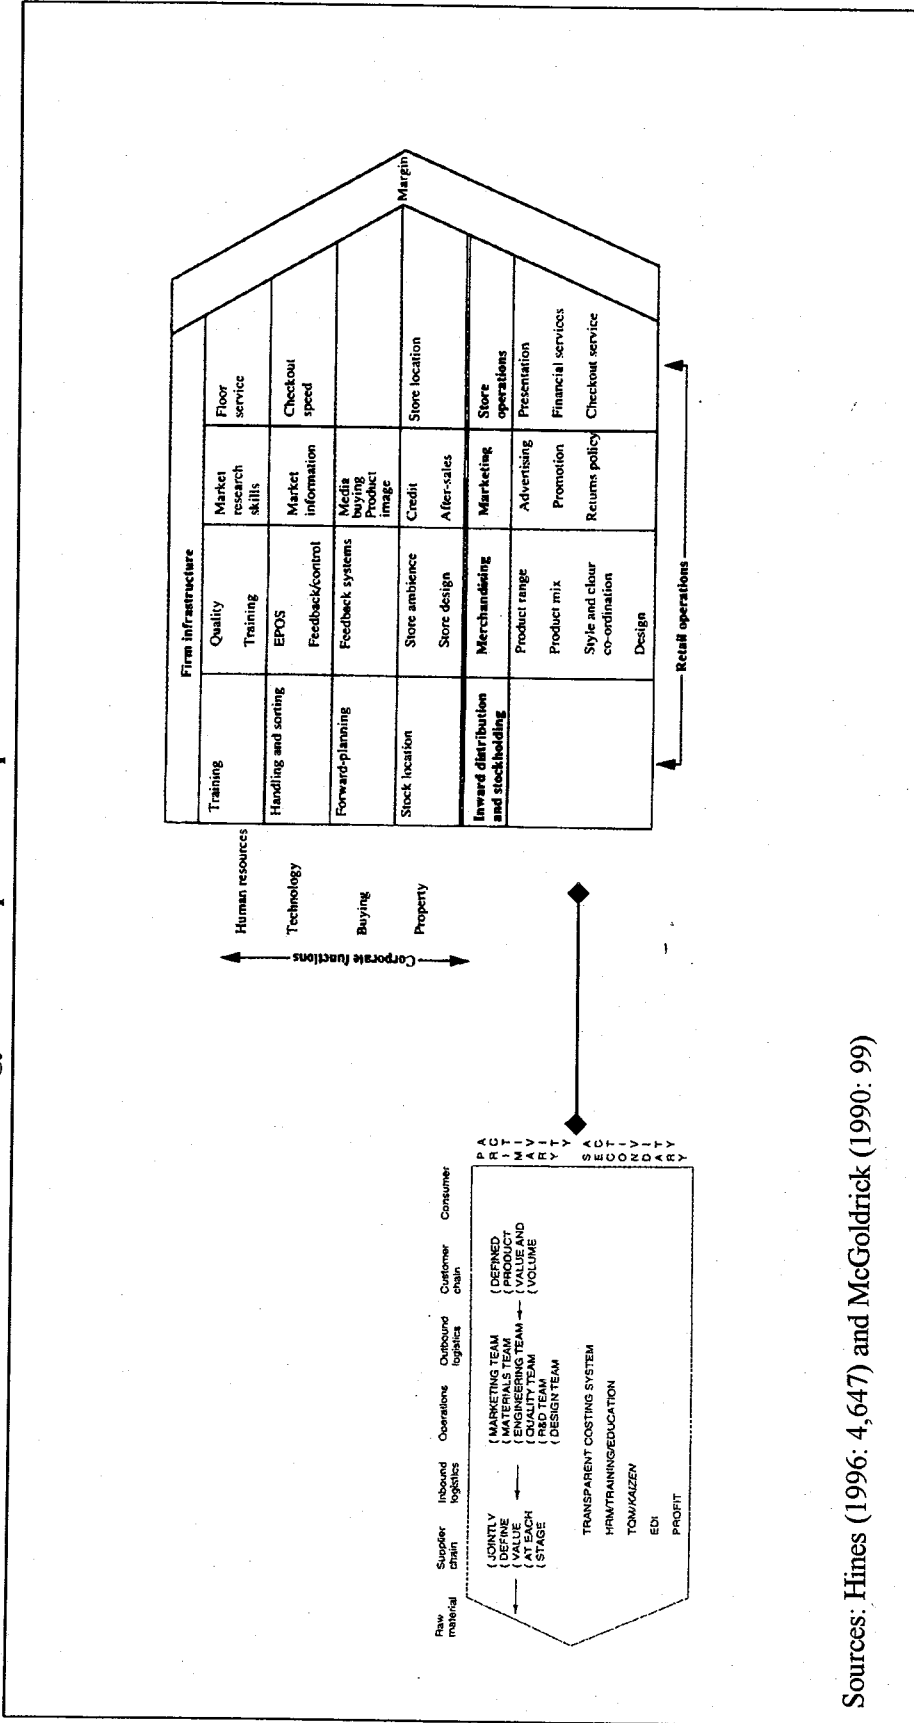 Raw
material
Supplier
chain
Inbound
logistics
Operations
Outbound
logistics
Customer
chain
Consumer
( JOINTLY
( DEFINE
( VALUE
( AT EACH
( STAGE
( MARKETING TEAM
( MATERIALS TEAM
( ENGINEERING TEAM
( QUALITY TEAM
( R&D TEAM
( DESIGN TEAM
( DEFINED
( PRODUCT
( VALUE AND
( VOLUME
TRANSPARENT COSTING SYSTEM
HRM/TRAINING/EDUCATION
TQM/KAIZEN
EDI
PROFIT
P A
R C
I T
M I
A V
R I
Y T
Y
S A
E C
C T
O I
N V
D I
A T
R Y
Y
Corporate functions
Human resources
Technology
Buying
Property
Firm infrastructure
Training
Quality
Training
Market
research
skills
Floor
service
Handling and sorting
EPOS
Feedback/control
Market
information
Checkout
speed
Forward-planning
Feedback systems
Media
buying
Product
image
Stock location
Store ambience
Store design
Credit
After-sales
Store location
Inward distribution
and stockholding
Merchandising
Marketing
Store
operations
Product range
Product mix
Style and clour
co-ordination
Design
Advertising
Promotion
Returns policy
Presentation
Financial services
Checkout service
Margin
Retail operations
Sources: Hines (1996: 4,647) and McGoldrick (1990: 99)